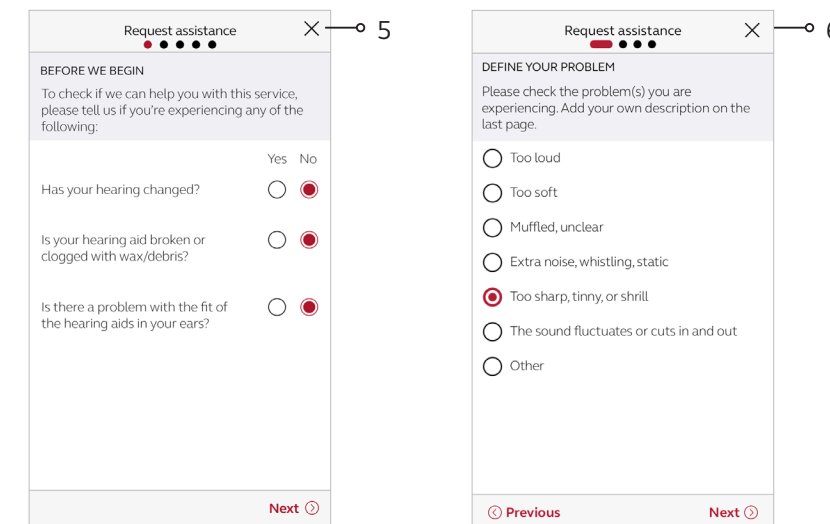 Request assistance
5
BEFORE WE BEGIN
To check if we can help you with this service,
please tell us if you're experiencing any of the
following:
Yes No
Has your hearing changed?
Is your hearing aid broken or
clogged with wax/debris?
Is there a problem with the fit of
the hearing aids in your ears?
Next
Request assistance
DEFINE YOUR PROBLEM
Please check the problem(s) you are
experiencing. Add your own description on the
last page.
Too loud
Too soft
Muffled, unclear
Extra noise, whistling, static
Too sharp, tinny, or shrill
The sound fluctuates or cuts in and out
Other
Previous
Next